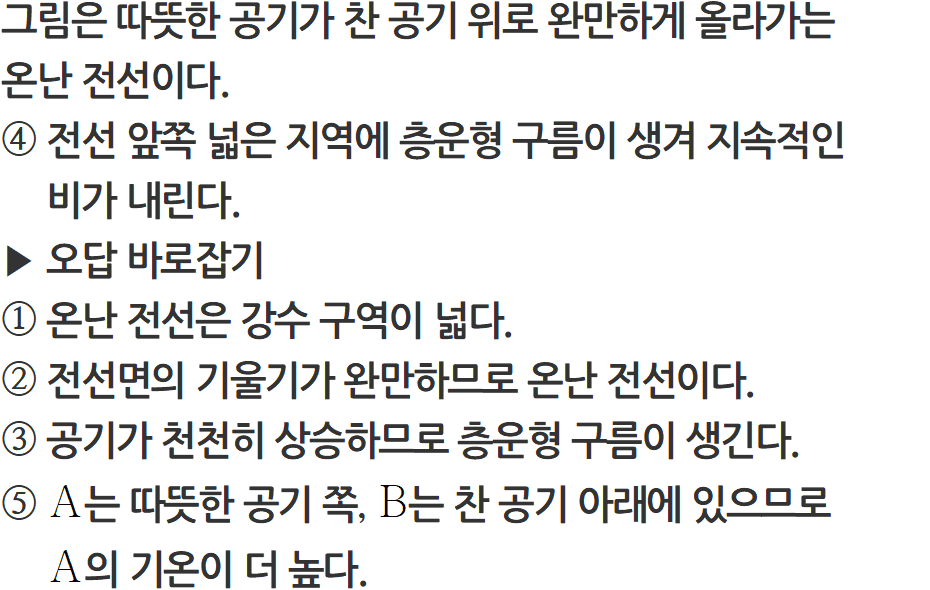 그림은 따뜻한 공기가 찬 공기 위로 완만하게 올라가는
온난 전선이다.
④ 전선 앞쪽 넓은 지역에 층운형 구름이 생겨 지속적인
비가 내린다.
▶ 오답 바로잡기
① 온난 전선은 강수 구역이 넓다.
② 전선면의 기울기가 완만하므로 온난 전선이다.
③ 공기가 천천히 상승하므로 층운형 구름이 생긴다.
⑤ A는 따뜻한 공기 쪽, B는 찬 공기 아래에 있으므로
A의 기온이 더 높다.